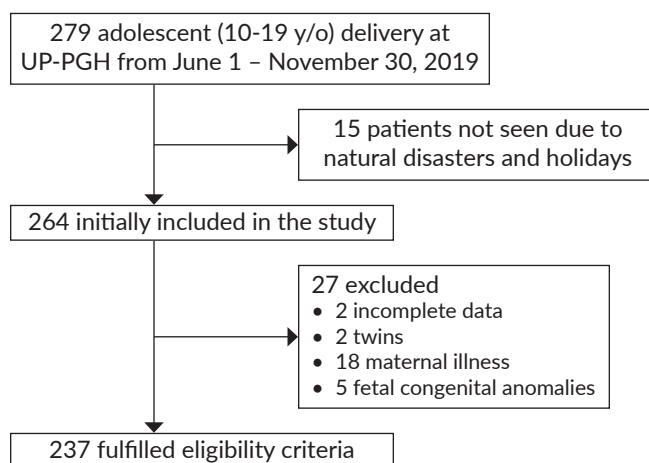 279 adolescent (10-19 y/o) delivery at
UP-PGH from June 1 – November 30, 2019
15 patients not seen due to
natural disasters and holidays
264 initially included in the study
27 excluded
• 2 incomplete data
• 2 twins
• 18 maternal illness
• 5 fetal congenital anomalies
237 fulfilled eligibility criteria